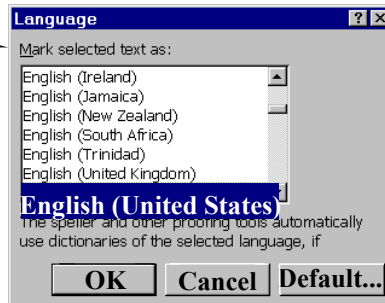 Language
Mark selected text as:
English (Ireland)
English (Jamaica)
English (New Zealand)
English (South Africa)
English (Trinidad)
English (United Kingdom)
English (United States)
The speller and other proofing tools automatically
use dictionaries of the selected language, if
OK Cancel Default...